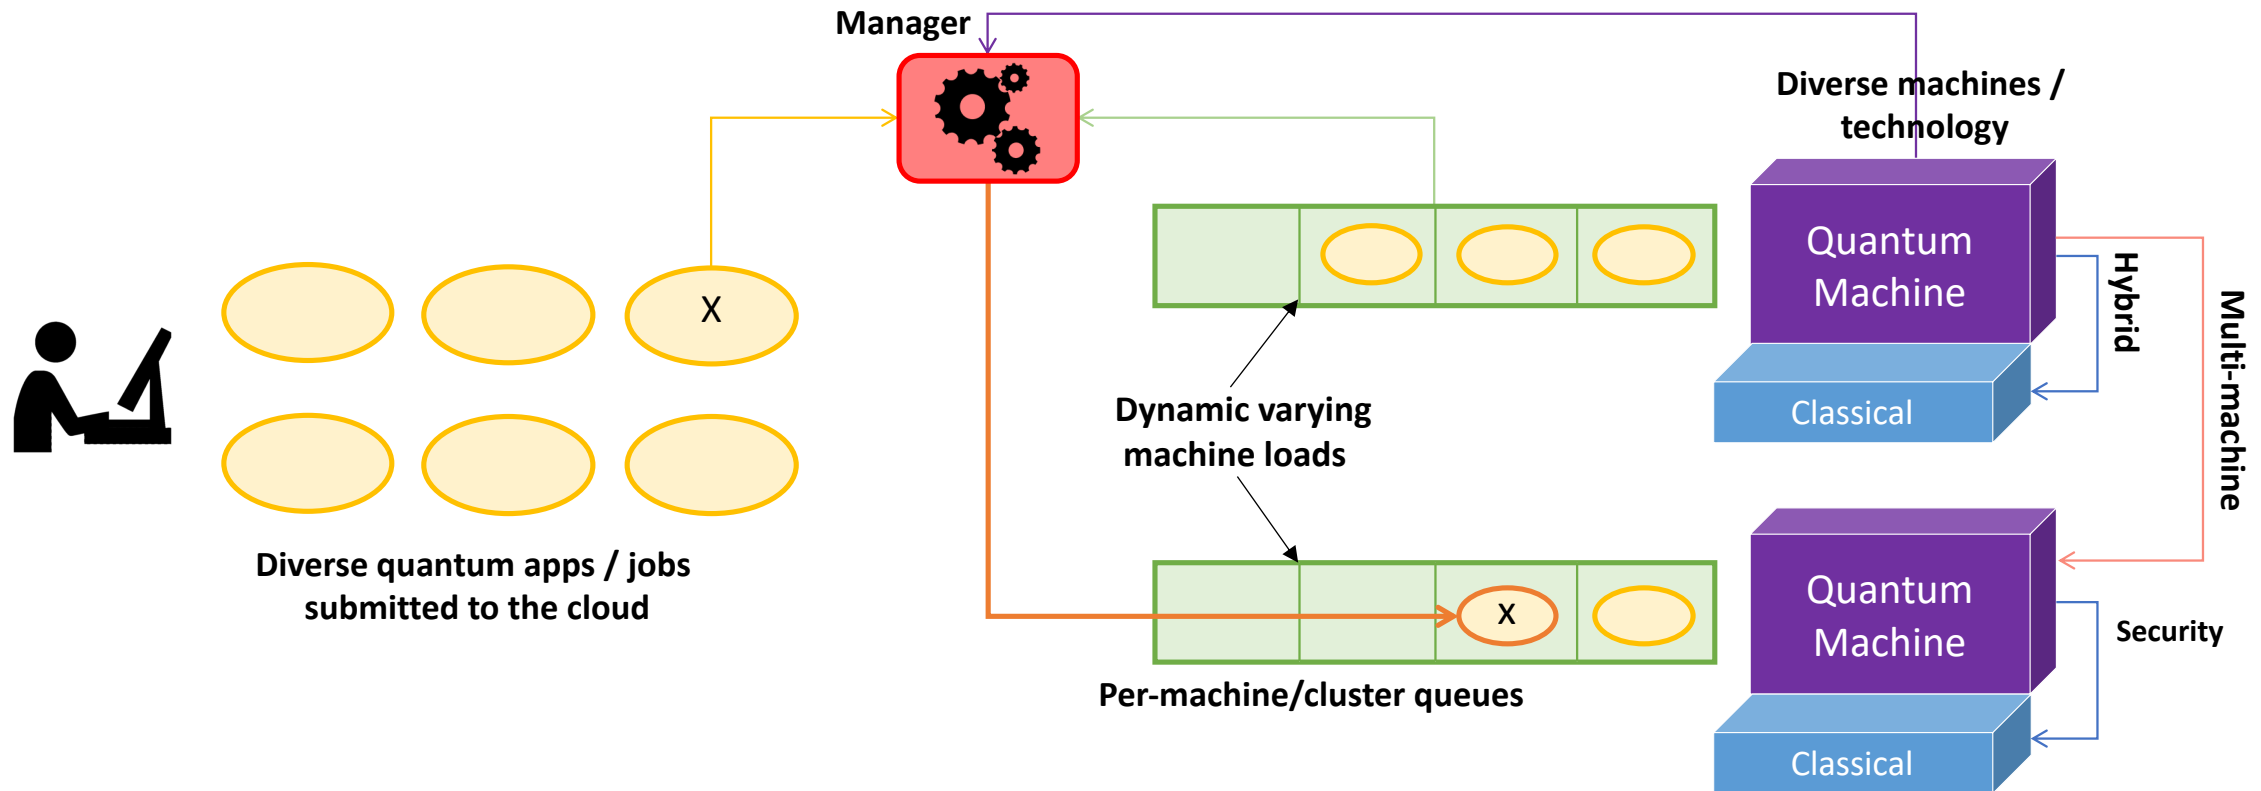 Manager
Diverse machines /
technology
X
Quantum
Machine
Classical
Hybrid
Multi-machine
Dynamic varying
machine loads
Diverse quantum apps / jobs
submitted to the cloud
X
Quantum
Machine
Classical
Security
Per-machine/cluster queues